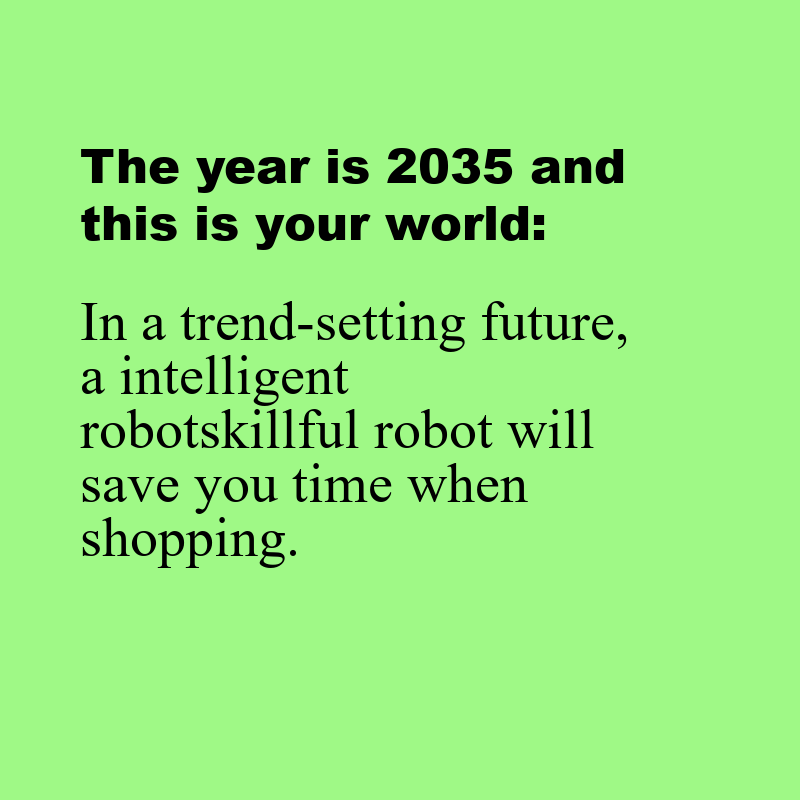 The year is 2035 and
this is your world:
In a trend-setting future,
a intelligent
robotskillful robot will
save you time when
shopping.